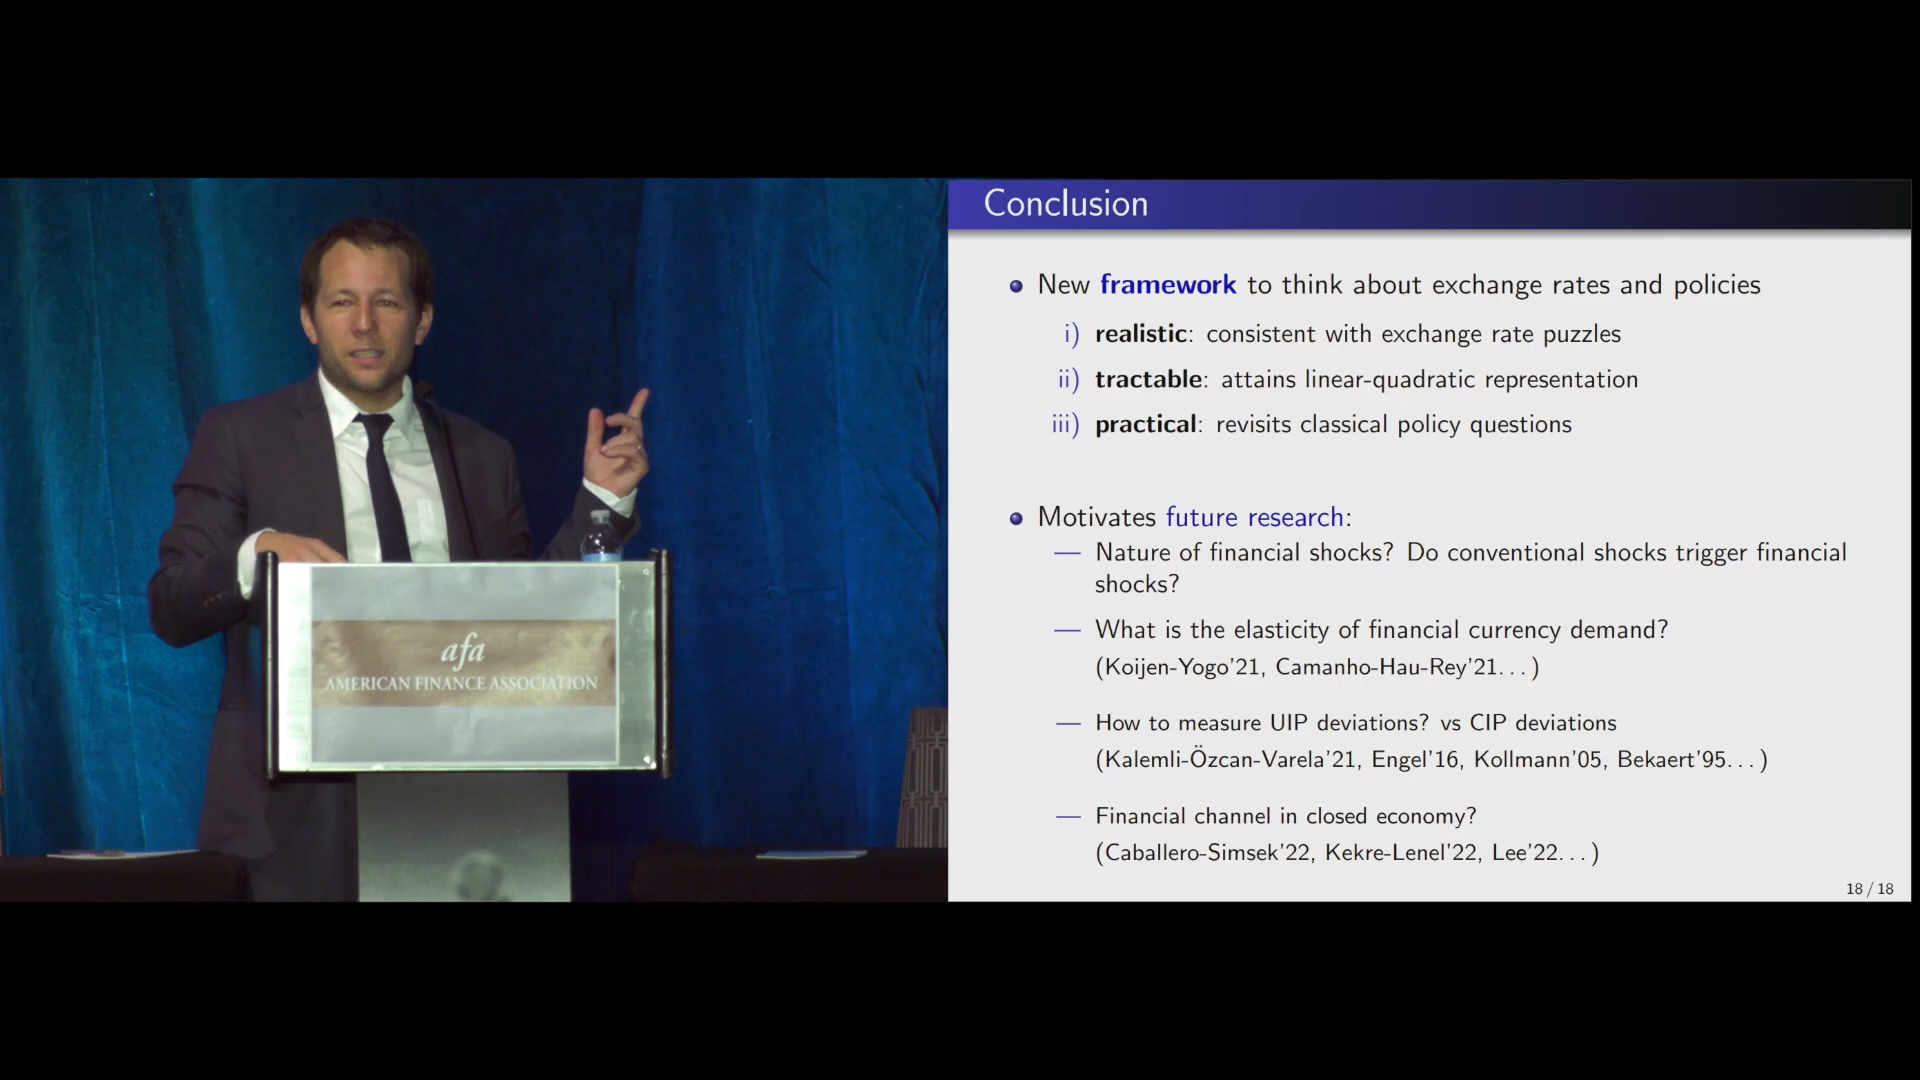 Conclusion
New framework to think about exchange rates and policies
i) realistic: consistent with exchange rate puzzles
ii) tractable: attains linear-quadratic representation
iii) practical: revisits classical policy questions
Motivates future research:
— Nature of financial shocks? Do conventional shocks trigger financial
shocks?
— What is the elasticity of financial currency demand?
(Koijen-Yogo’21, Camanho-Hau-Rey’21...)
— How to measure UIP deviations? vs CIP deviations
(Kalemli-Özcan-Varela’21, Engel’16, Kollmann’05, Bekaert’95...)
— Financial channel in closed economy?
(Caballero-Simsek’22, Kekre-Lenel’22, Lee’22...)
18 / 18
afa
AMERICAN FINANCE ASSOCIATION